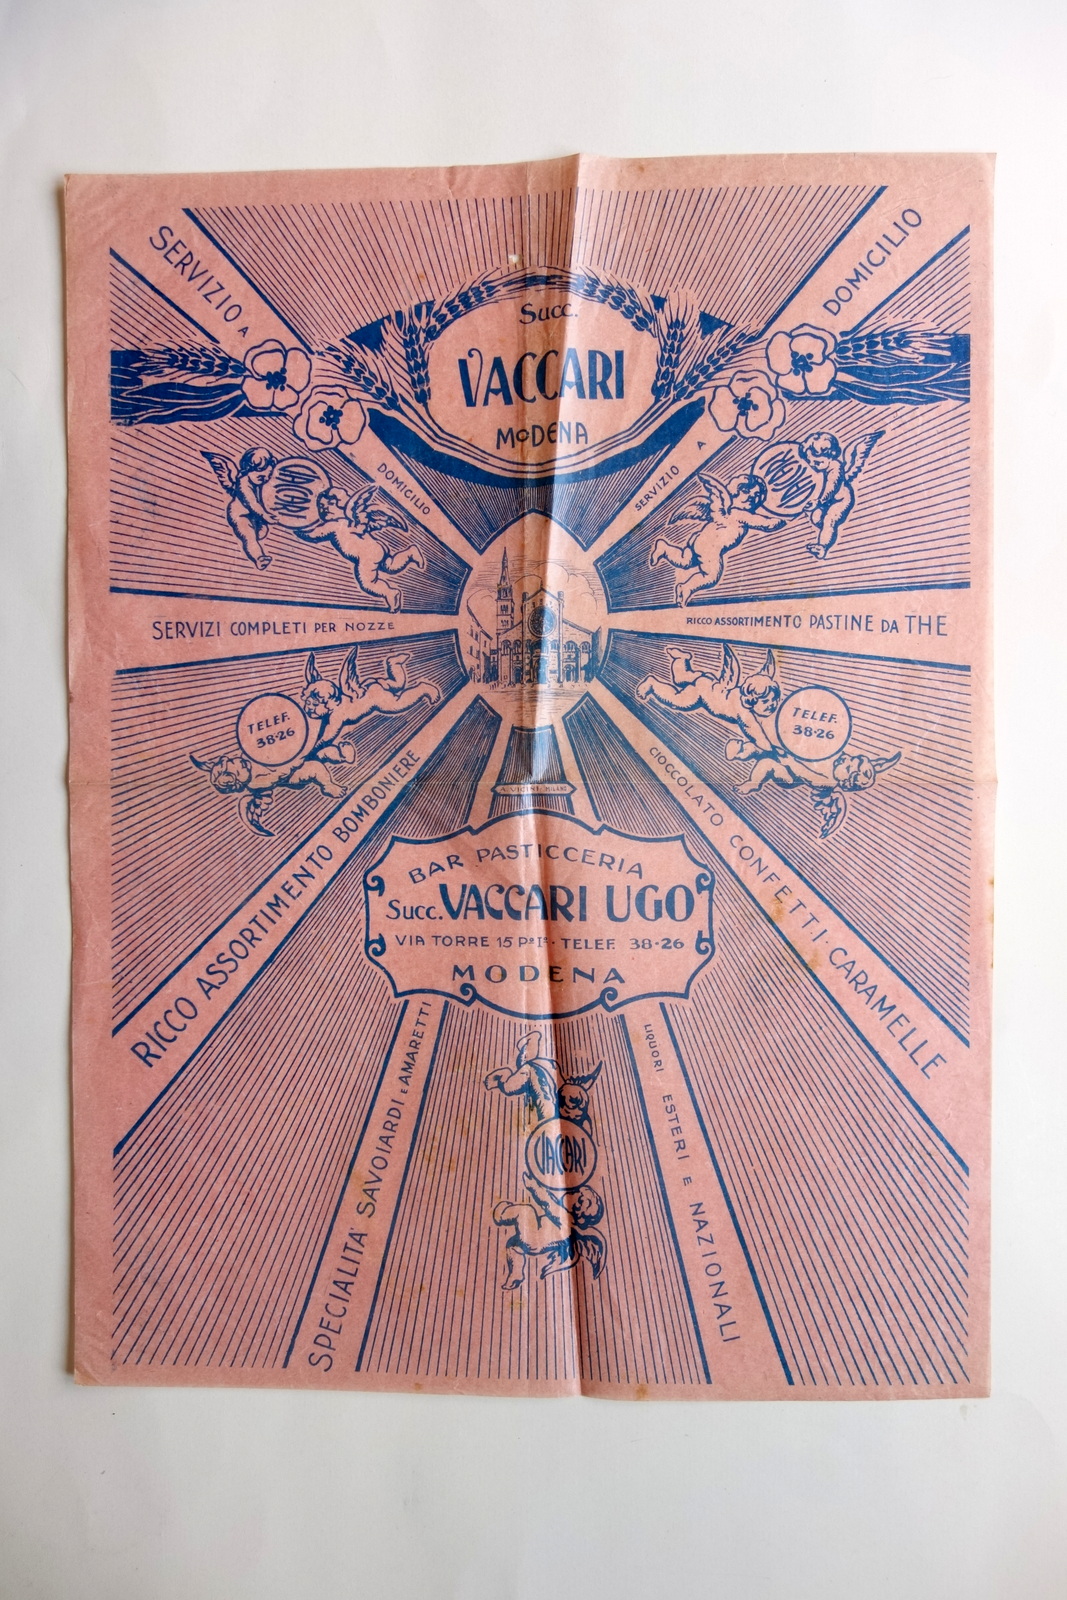 SERVIZIO A
DOMICILIO
Succ.
VACCARI
MODENA
DOMICILIO
SERVIZIO A
VACCARI
VACCARI
SERVIZI COMPLETI PER NOZZE
RICCO ASSORTIMENTO PASTINE DA THE
TELEF.
38·26
TELEF.
38·26
RICCO ASSORTIMENTO BOMBONIERE
CIOCCOLATO CONFETTI·CARAMELLE
BAR PASTICCERIA
Succ. VACCARI UGO
VIA TORRE 15 Pº Iº · TELEF. 38·26
MODENA
SPECIALITA' SAVOIARDI E AMARETTI
LIQUORI ESTERI E NAZIONALI
VACCARI